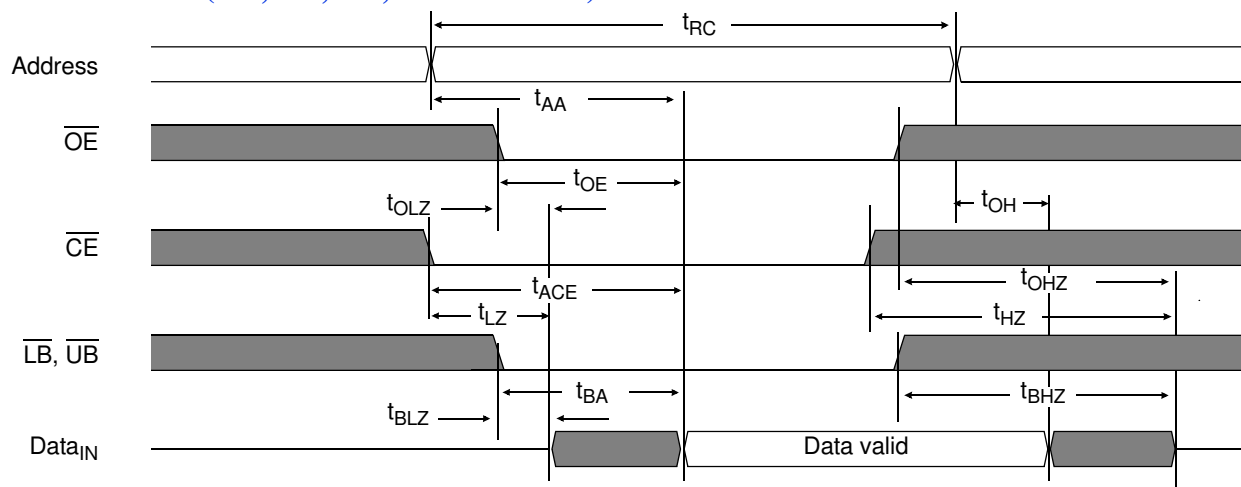 tRC
Address
tAA
OE
tOE
tOLZ
tOH
CE
tACE
tOHZ
tLZ
tHZ
LB, UB
tBA
tBHZ
tBLZ
DataIN
Data valid